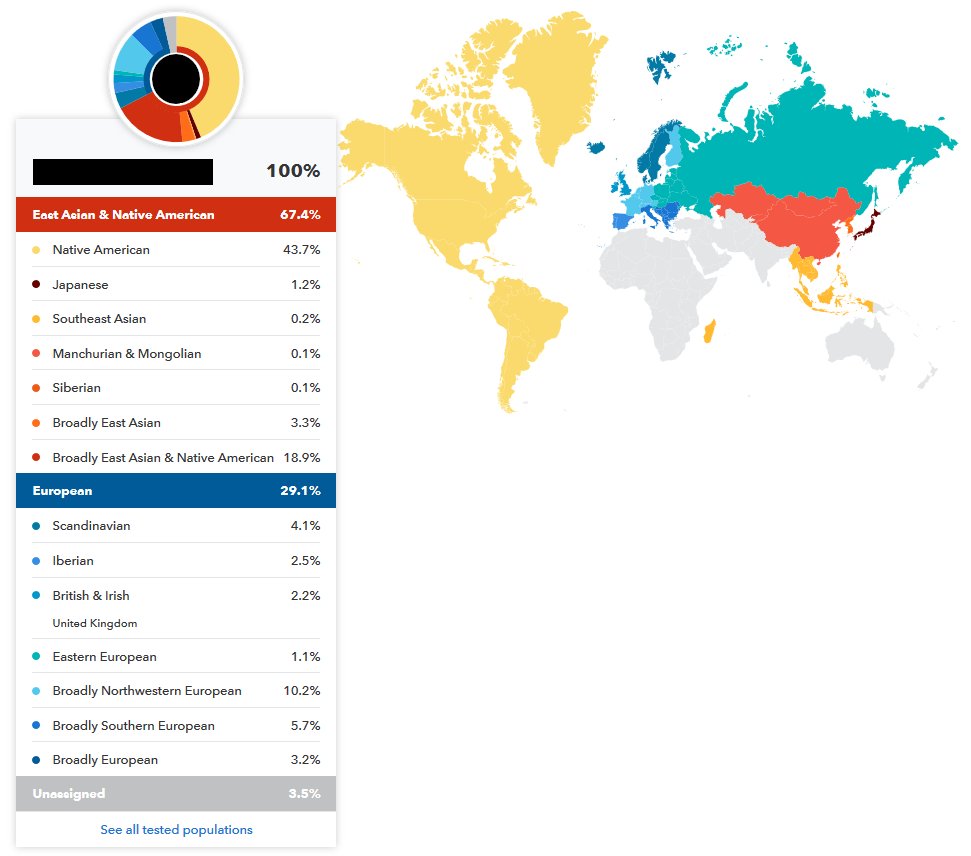 100%
East Asian & Native American 67.4%
Native American 43.7%
Japanese 1.2%
Southeast Asian 0.2%
Manchurian & Mongolian 0.1%
Siberian 0.1%
Broadly East Asian 3.3%
Broadly East Asian & Native American 18.9%
European 29.1%
Scandinavian 4.1%
Iberian 2.5%
British & Irish 2.2%
United Kingdom
Eastern European 1.1%
Broadly Northwestern European 10.2%
Broadly Southern European 5.7%
Broadly European 3.2%
Unassigned 3.5%
See all tested populations